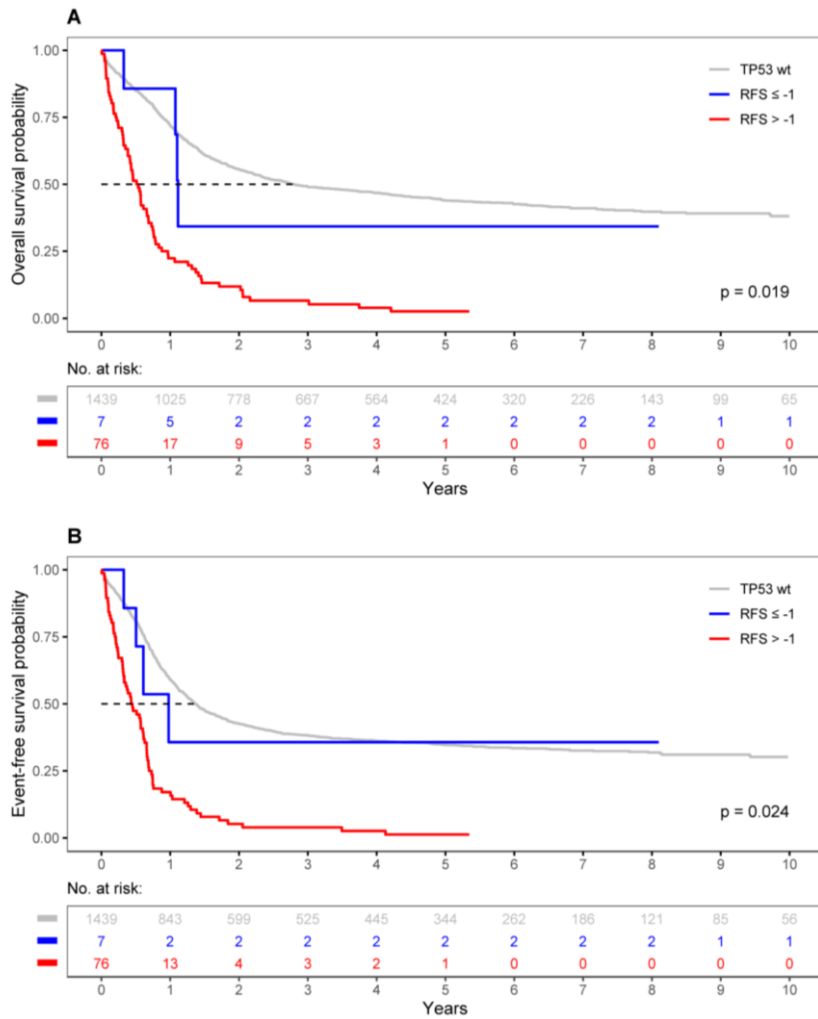 A
Overall survival probability
1.00
0.75
0.50
0.25
0.00
TP53 wt
RFS ≤ -1
RFS > -1
p = 0.019
0 1 2 3 4 5 6 7 8 9 10
No. at risk:
1439 1025 778 667 564 424 320 226 143 99 65
7 5 2 2 2 2 2 2 2 1 1
76 17 9 5 3 1 0 0 0 0 0
0 1 2 3 4 5 6 7 8 9 10
Years
B
Event-free survival probability
1.00
0.75
0.50
0.25
0.00
TP53 wt
RFS ≤ -1
RFS > -1
p = 0.024
0 1 2 3 4 5 6 7 8 9 10
No. at risk:
1439 843 599 525 445 344 262 186 121 85 56
7 2 2 2 2 2 2 2 2 1 1
76 13 4 3 2 1 0 0 0 0 0
0 1 2 3 4 5 6 7 8 9 10
Years